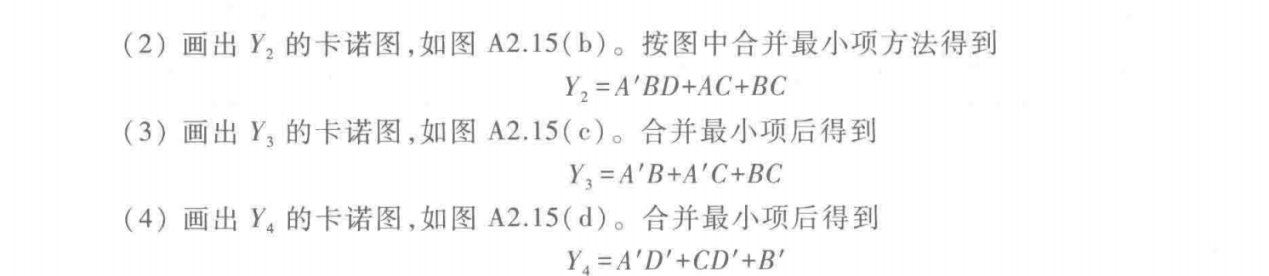 (2) 画出 Y₂ 的卡诺图,如图 A2.15(b)。按图中合并最小项方法得到
Y₂=A′BD+AC+BC
(3) 画出 Y₃ 的卡诺图,如图 A2.15(c)。合并最小项后得到
Y₃=A′B+A′C+BC
(4) 画出 Y₄ 的卡诺图,如图 A2.15(d)。合并最小项后得到
Y₄=A′D′+CD′+B′